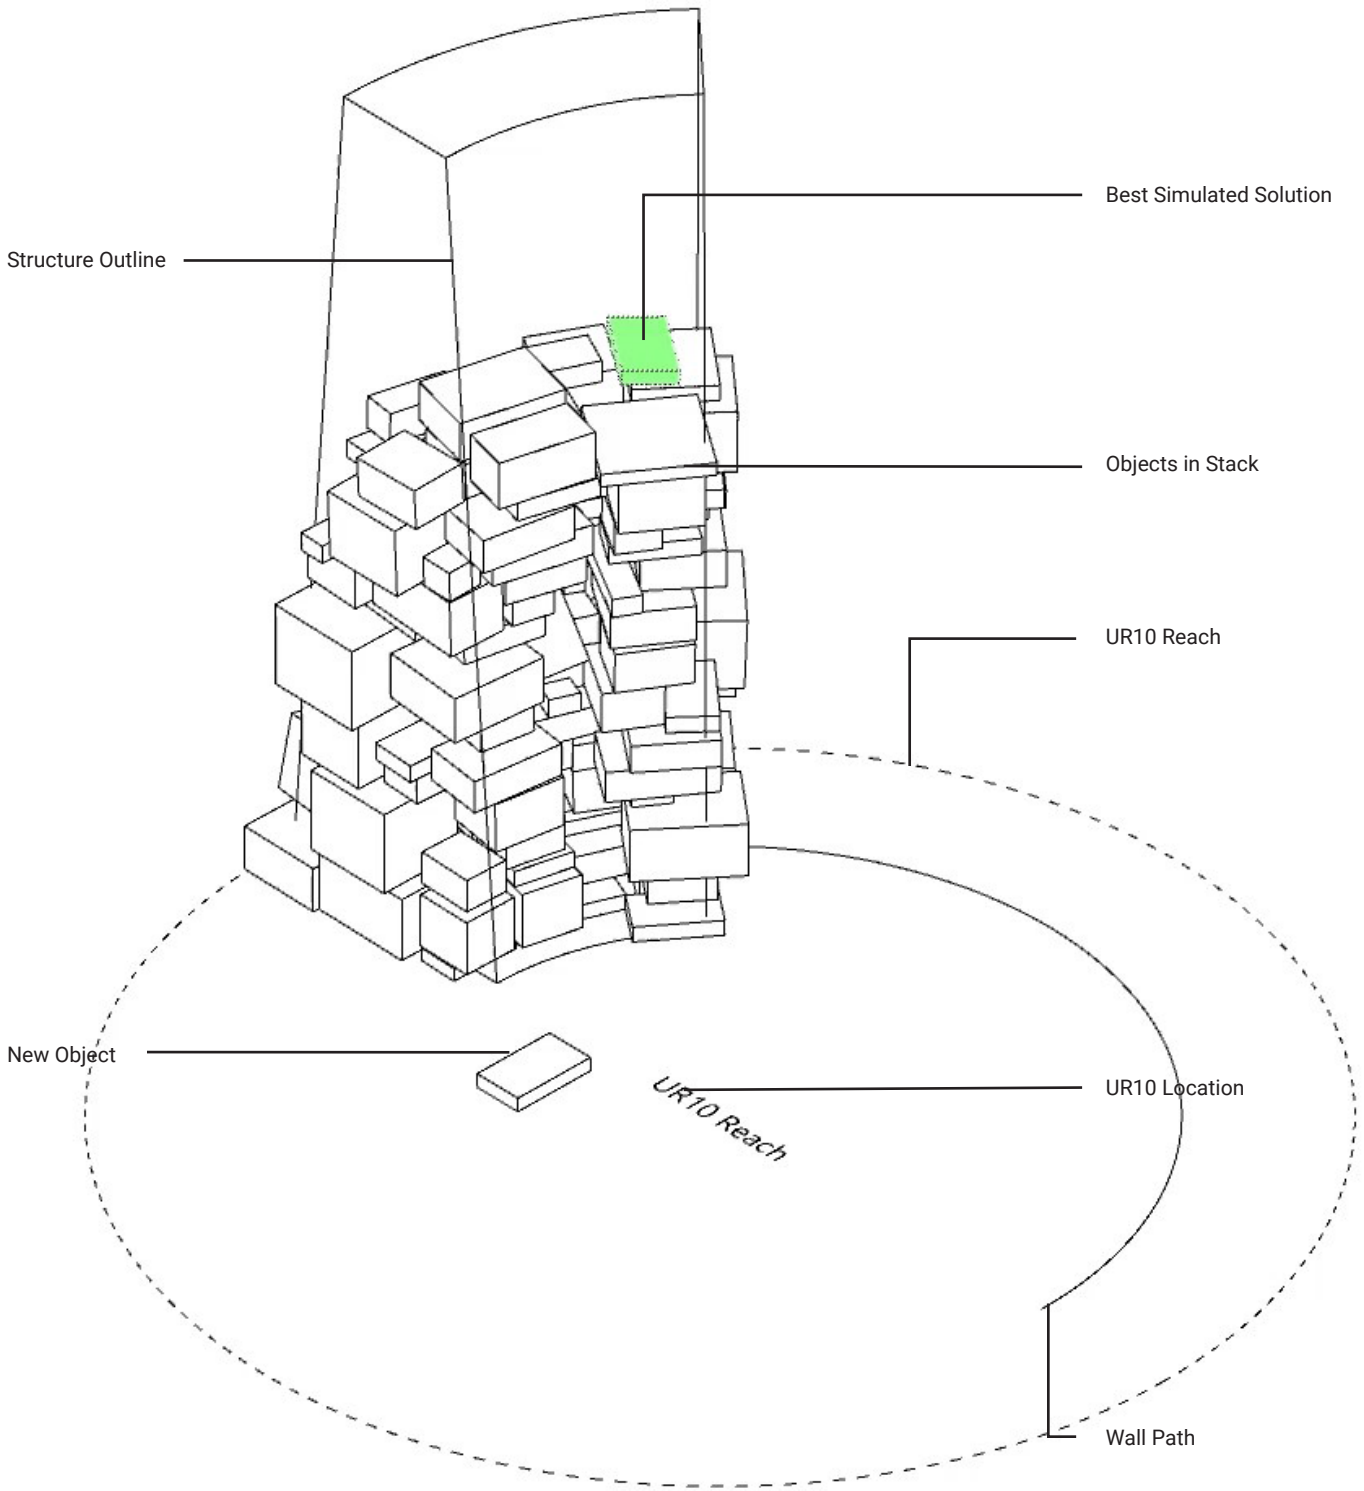 Best Simulated Solution
Structure Outline
Objects in Stack
UR10 Reach
New Object
UR10 Reach
UR10 Location
Wall Path